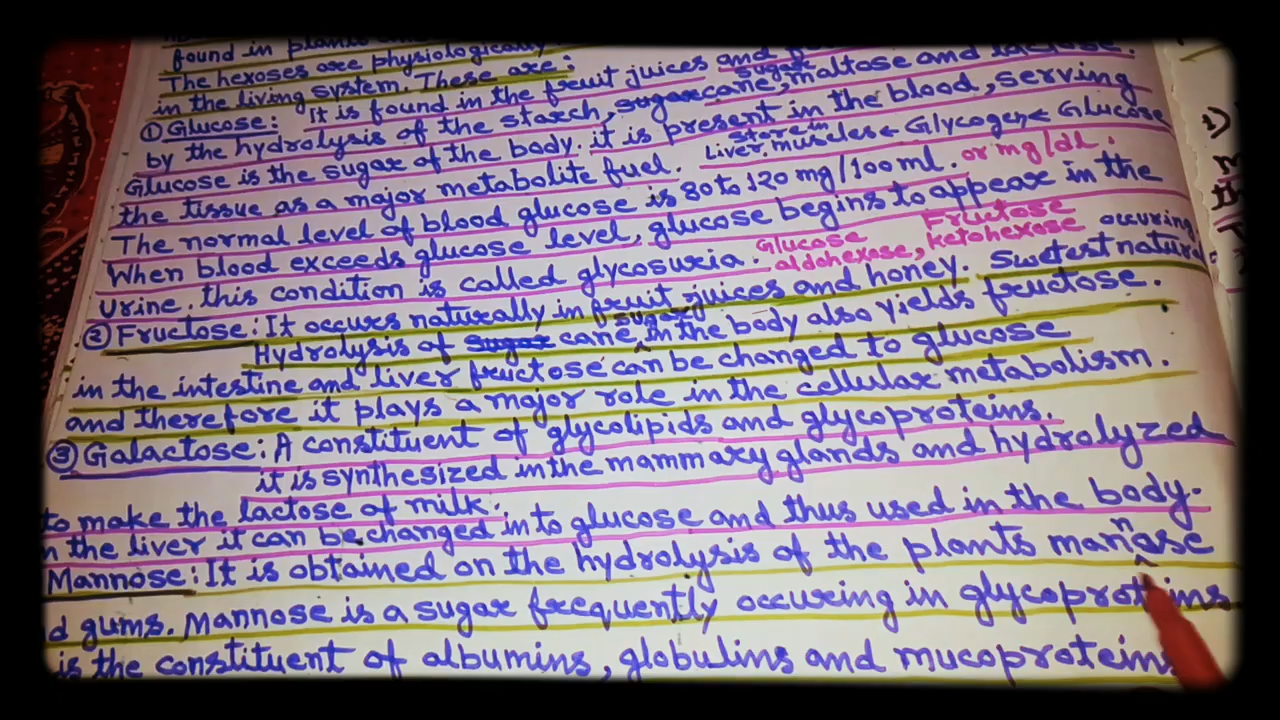 found in plants
The hexoses are physiologically
in the living system. These are:
① Glucose: It is found in the fruit juices and
by the hydrolysis of the starch, cane sugar, maltose and lactose.
Glucose is the sugar of the body. it is present in the blood, serving
the tissue as a major metabolite fuel. Liver, muscles store in ← Glycogen ← Glucose
The normal level of blood glucose is 80 to 120 mg/100ml. or mg/dl.
When blood exceeds glucose level, glucose begins to appear in the
Urine. this condition is called glycosuria. Glucose aldohexose, Fructose ketohexose
② Fructose: It occurs naturally in fruit juices and honey. Swetest natural occuring
Hydrolysis of cane sugar in the body also yields fructose.
in the intestine and liver fructose can be changed to glucose
and therefore it plays a major role in the cellular metabolism.
③ Galactose: A constituent of glycolipids and glycoproteins.
it is synthesized in the mammary glands and hydrolyzed
to make the lactose of milk.
n the liver it can be changed in to glucose and thus used in the body.
Mannose: It is obtained on the hydrolysis of the plants mannase
d gums. Mannose is a sugar frequently occuring in glycoproteins
is the constituent of albumins, globulins and mucoproteins
1)